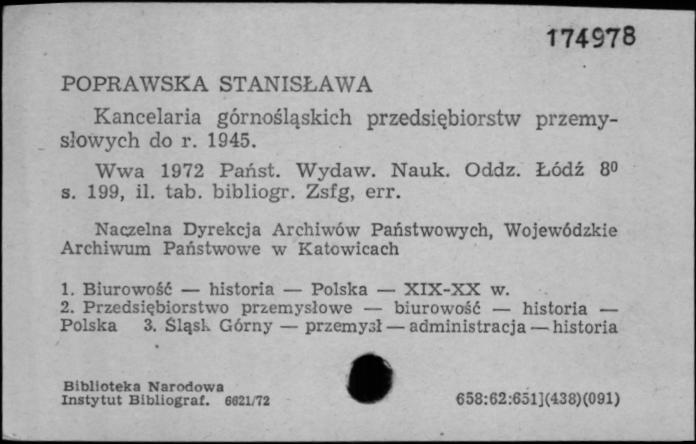 174978
POPRAWSKA STANISŁAWA
Kancelaria górnośląskich przedsiębiorstw przemy-
słowych do r. 1945.
Wwa 1972 Państ. Wydaw. Nauk. Oddz. Łódź 8⁰
s. 199, il. tab. bibliogr. Zsfg, err.
Naczelna Dyrekcja Archiwów Państwowych, Wojewódzkie
Archiwum Państwowe w Katowicach
1. Biurowość — historia — Polska — XIX-XX w.
2. Przedsiębiorstwo przemysłowe — biurowość — historia —
Polska 3. Śląsk Górny — przemysł — administracja — historia
Biblioteka Narodowa
Instytut Bibliograf. 6621/72
658:62:651](438)(091)